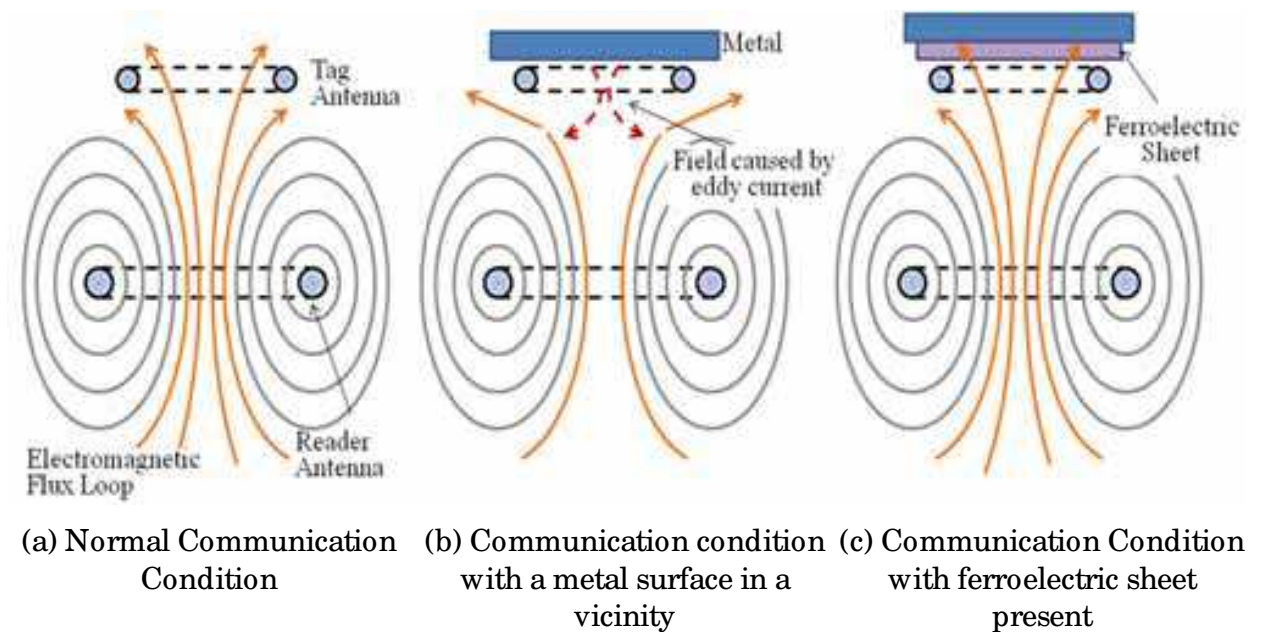 Tag
Antenna
Metal
Field caused by
eddy current
Ferroelectric
Sheet
Reader
Antenna
Electromagnetic
Flux Loop
(a) Normal Communication
Condition
(b) Communication condition
with a metal surface in a
vicinity
(c) Communication Condition
with ferroelectric sheet
present